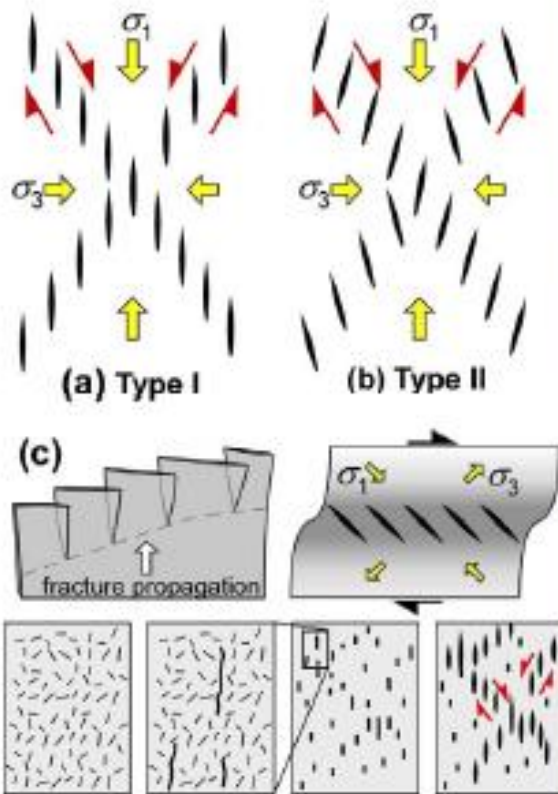 σ1 σ1
σ3 σ3
(a) Type I (b) Type II
(c)
σ1 σ3
fracture propagation